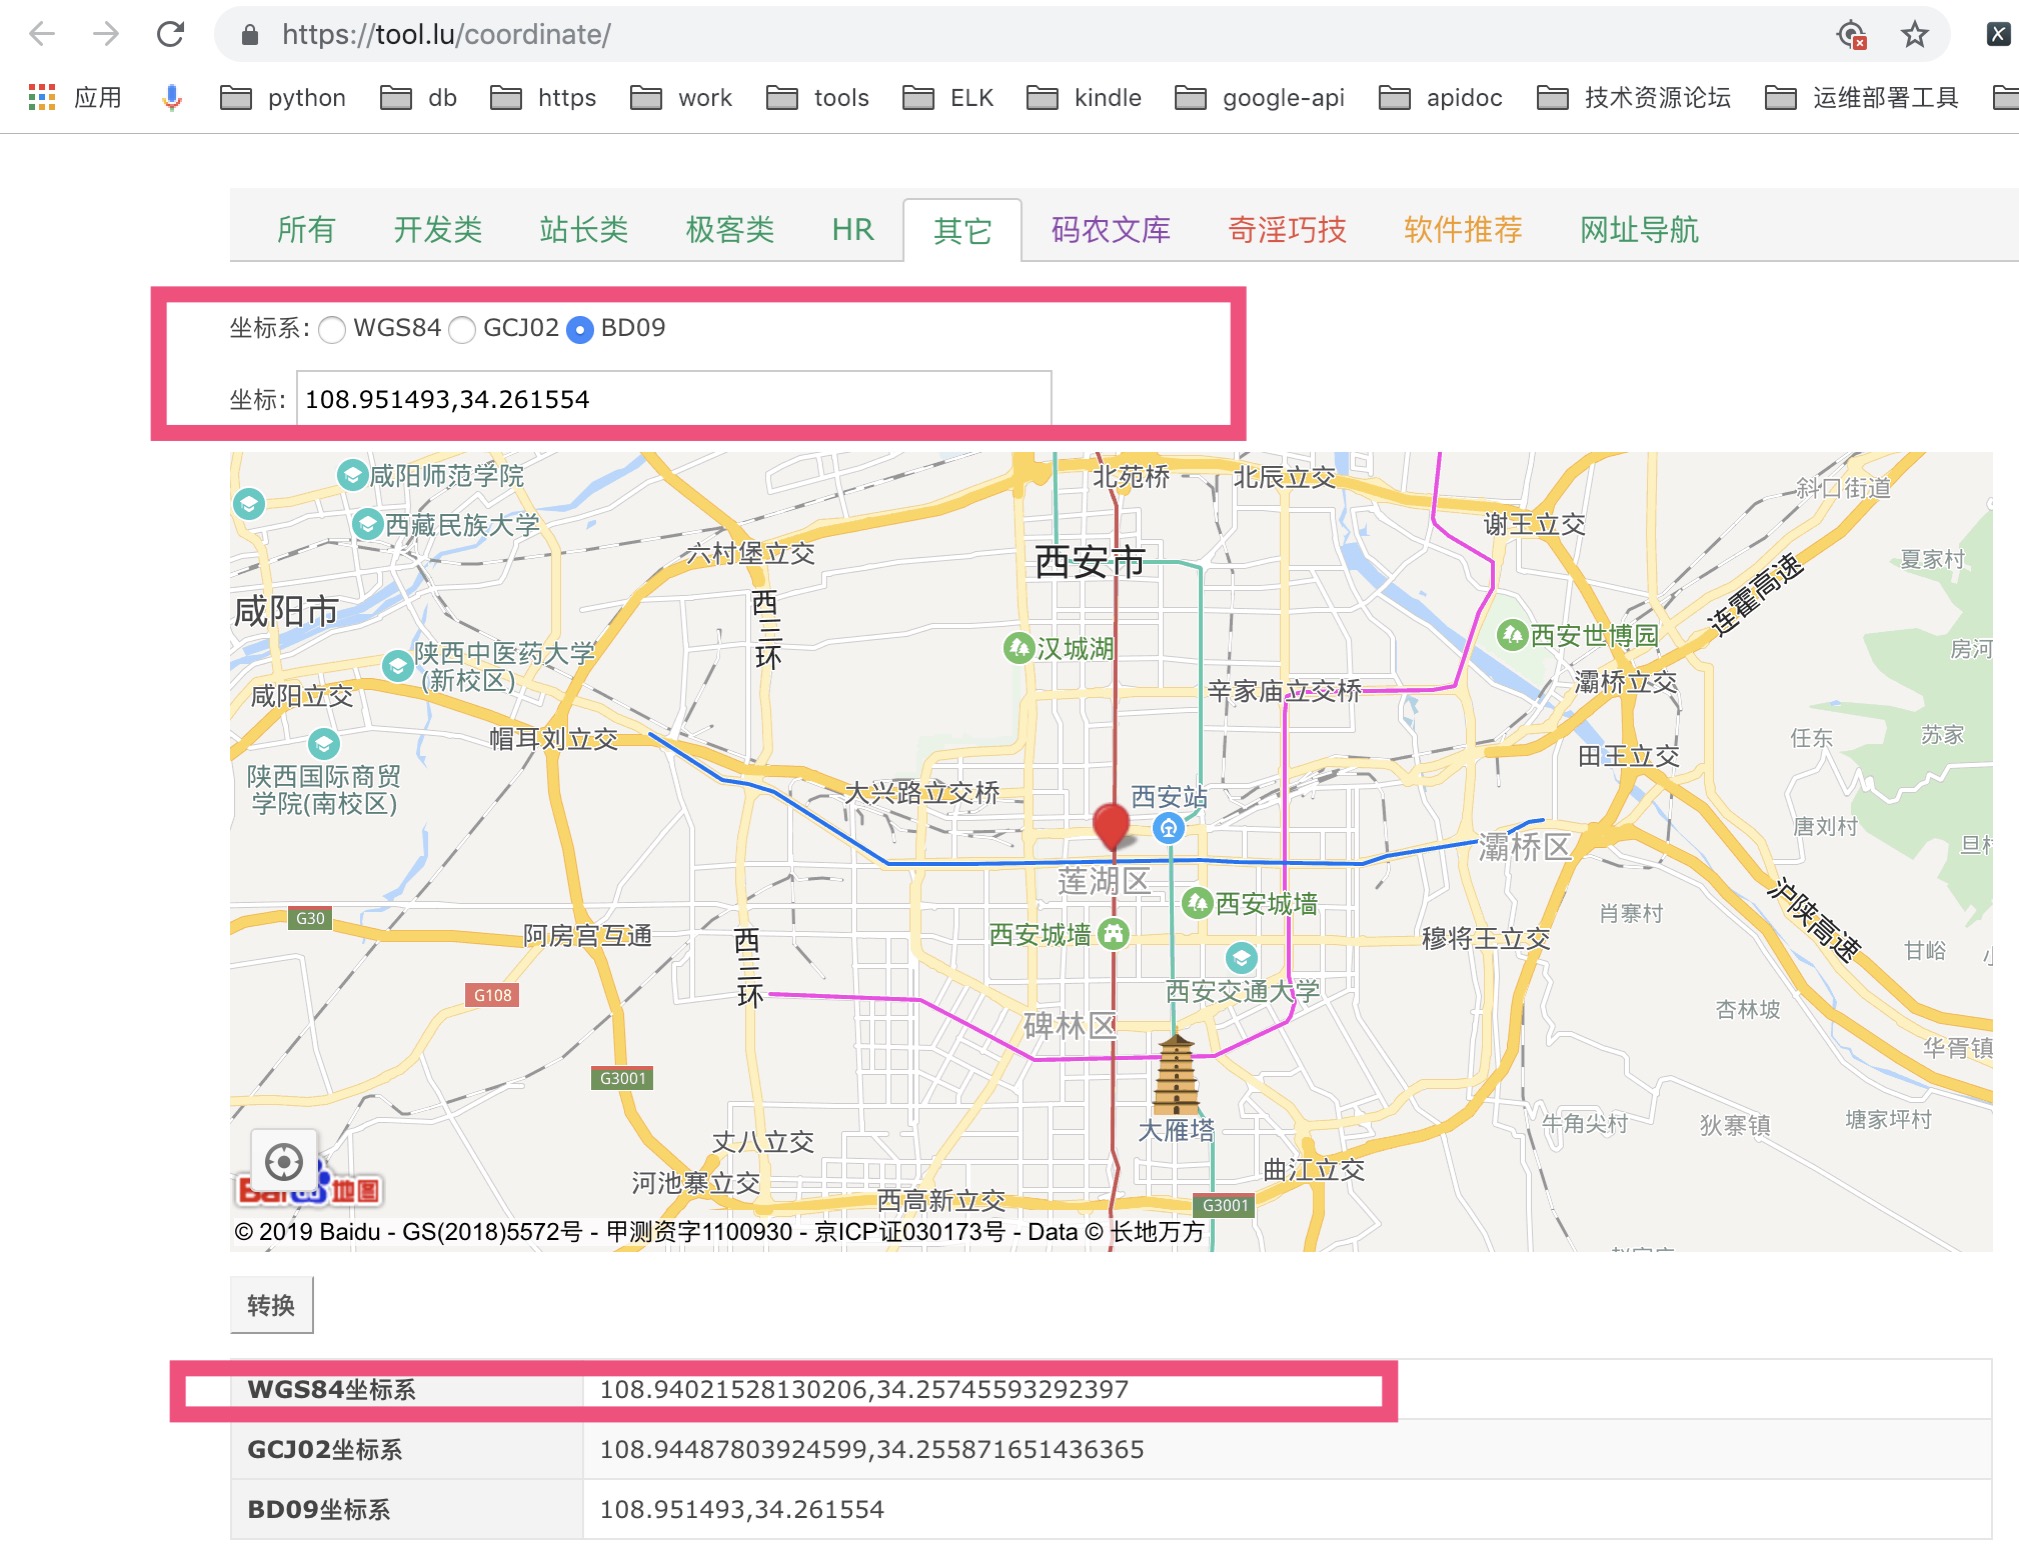 https://tool.lu/coordinate/
应用 python db https work tools ELK kindle google-api apidoc 技术资源论坛 运维部署工具
所有 开发类 站长类 极客类 HR 其它 码农文库 奇淫巧技 软件推荐 网址导航
坐标系: WGS84 GCJ02 BD09
坐标: 108.951493,34.261554
咸阳师范学院
北苑桥
北辰立交
斜口街道
西藏民族大学
谢王立交
六村堡立交
西安市
夏家村
连霍高速
咸阳市
西三环
汉城湖
西安世博园
房河
陕西中医药大学
(新校区)
咸阳立交
辛家庙立交桥
灞桥立交
帽耳刘立交
任东
苏家
田王立交
陕西国际商贸
学院(南校区)
大兴路立交桥
西安站
唐刘村
灞桥区
莲湖区
西安城墙
G30
肖寨村
沪陕高速
阿房宫互通
西三环
西安城墙
穆将王立交
甘峪
G108
西安交通大学
杏林坡
碑林区
华胥镇
G3001
大雁塔
牛角尖村
狄寨镇
塘家坪村
丈八立交
河池寨立交
曲江立交
西高新立交
G3001
地图
© 2019 Baidu - GS(2018)5572号 - 甲测资字1100930 - 京ICP证030173号 - Data © 长地万方
转换
WGS84坐标系 108.94021528130206,34.25745593292397
GCJ02坐标系 108.94487803924599,34.255871651436365
BD09坐标系 108.951493,34.261554